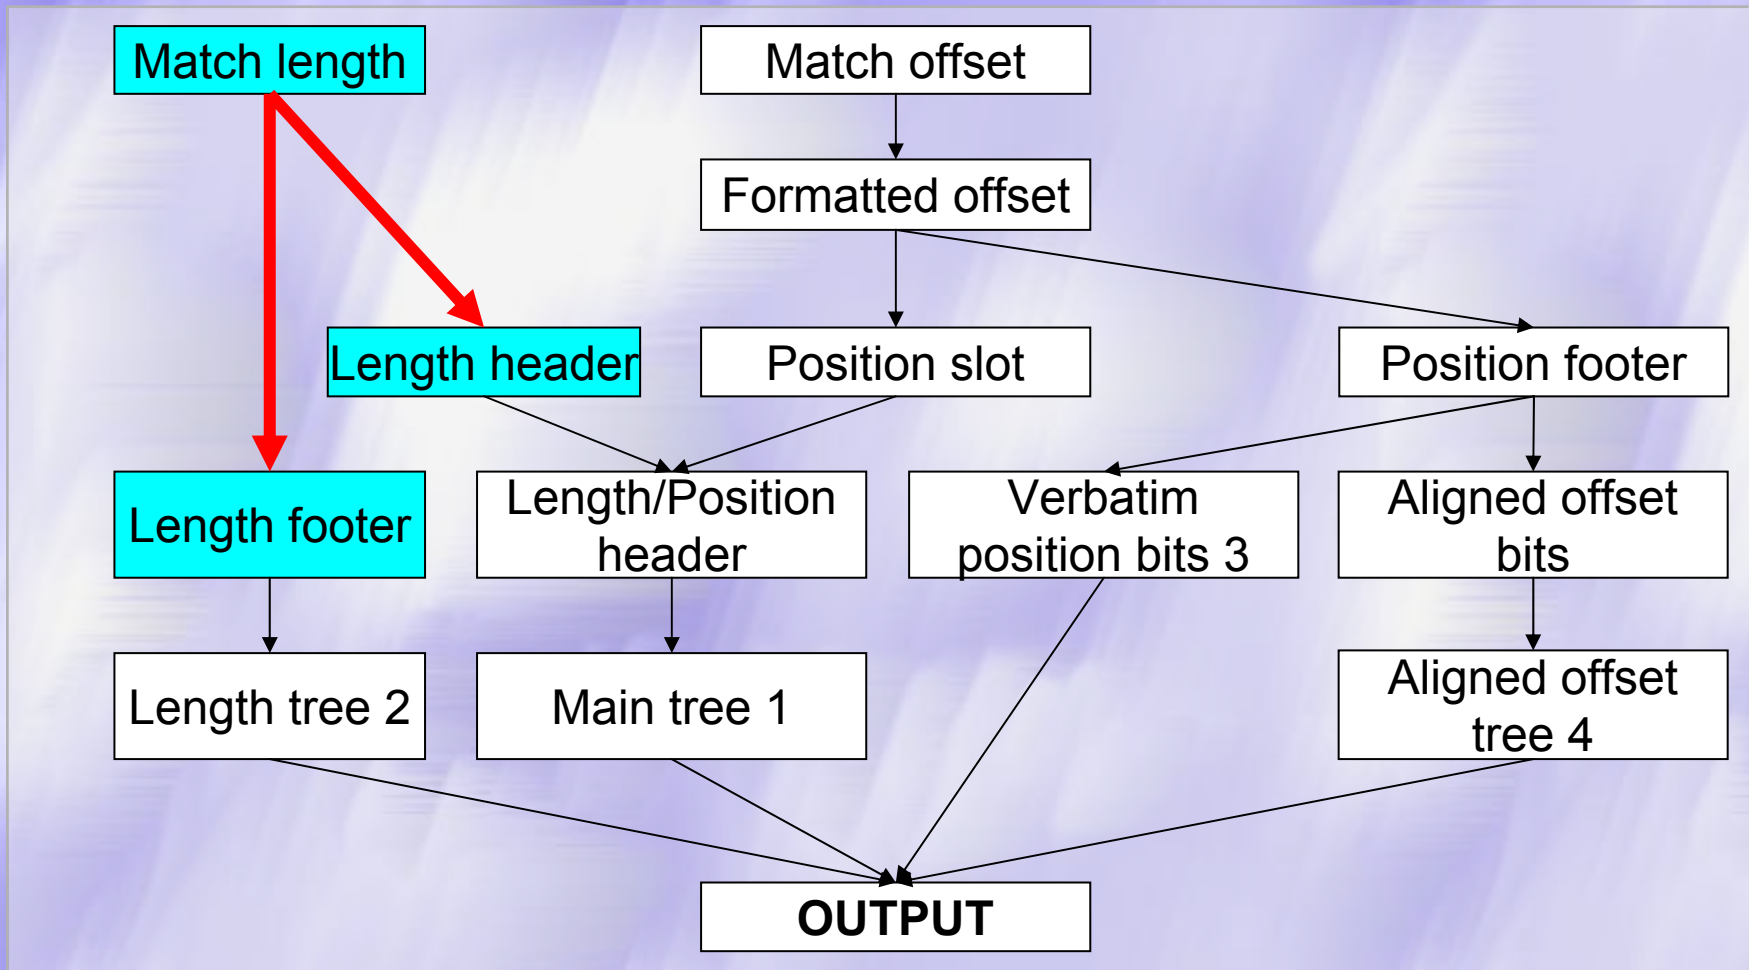 Match length
Match offset
Formatted offset
Length header
Position slot
Position footer
Length footer
Length/Position
header
Verbatim
position bits 3
Aligned offset
bits
Length tree 2
Main tree 1
Aligned offset
tree 4
OUTPUT